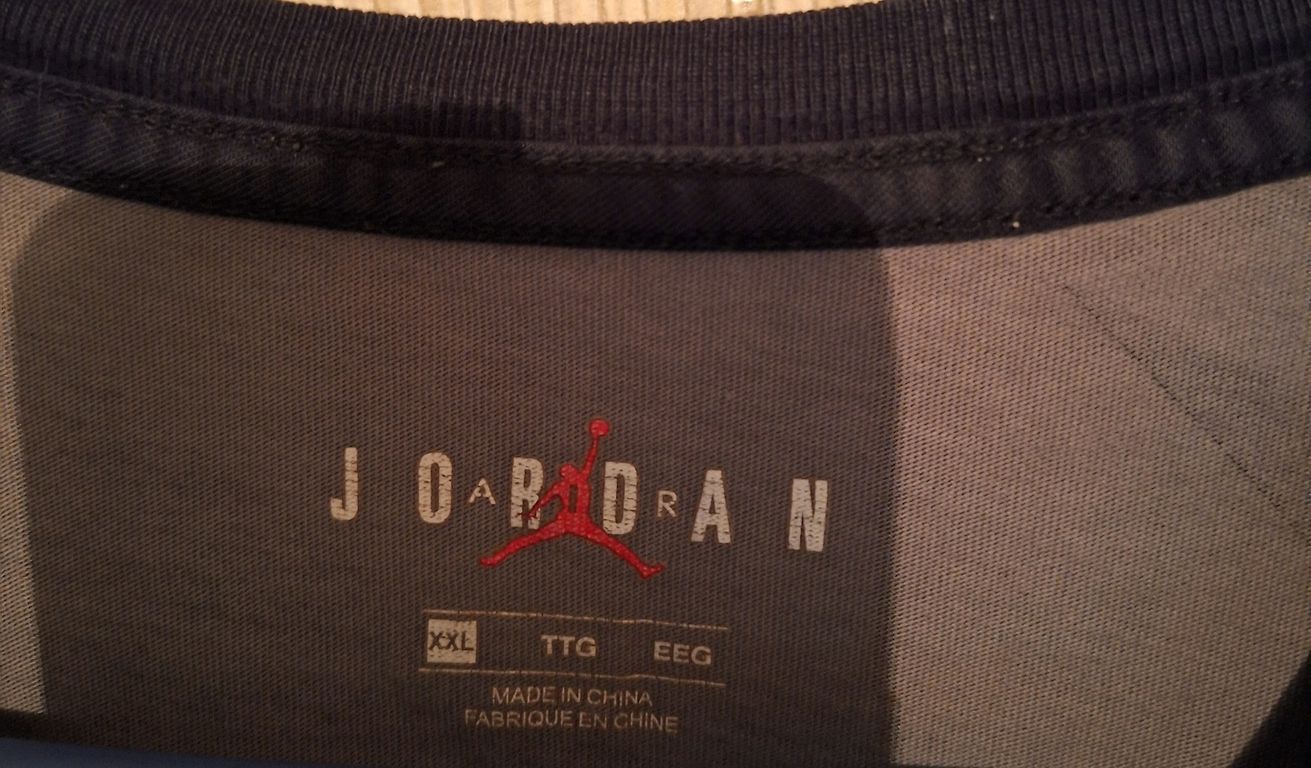 JORDAN
AIR
XXL TTG EEG
MADE IN CHINA
FABRIQUE EN CHINE